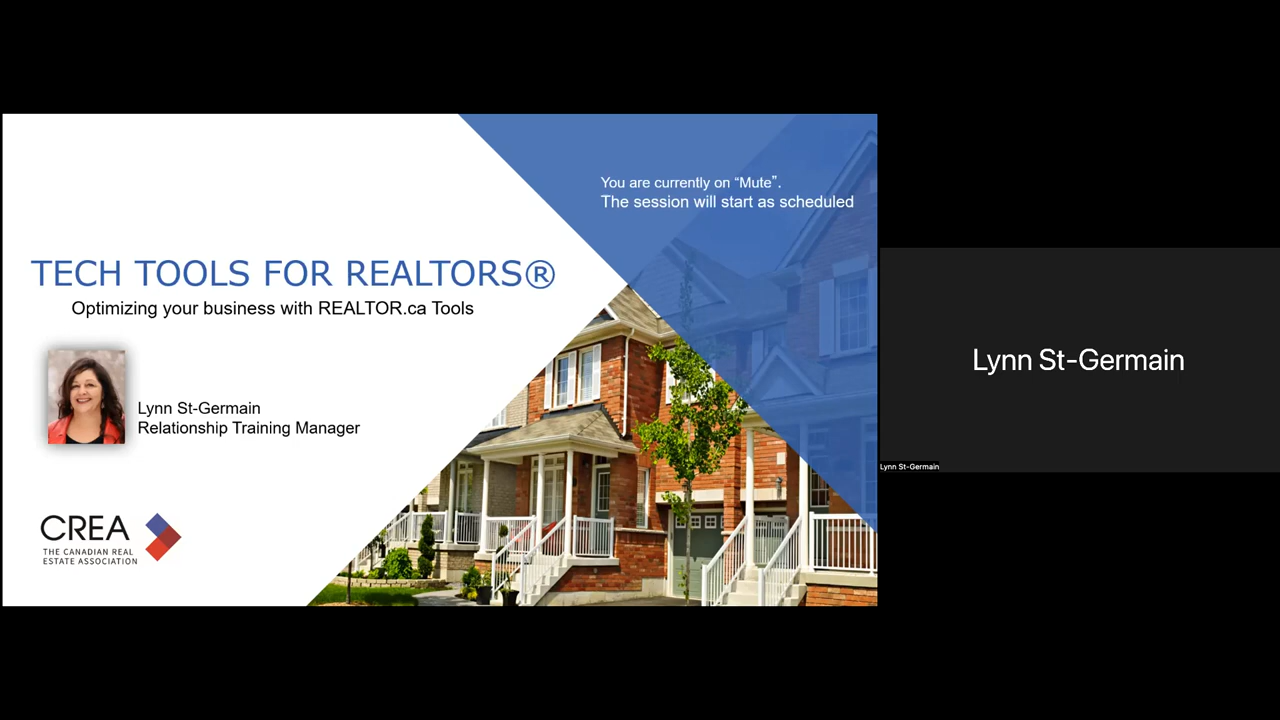 You are currently on “Mute”.
The session will start as scheduled
TECH TOOLS FOR REALTORS®
Optimizing your business with REALTOR.ca Tools
Lynn St-Germain
Relationship Training Manager
CREA
THE CANADIAN REAL
ESTATE ASSOCIATION
Lynn St-Germain
Lynn St-Germain